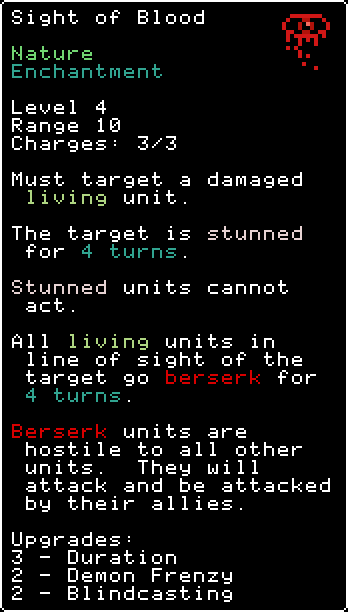 Sight of Blood
Nature
Enchantment
Level 4
Range 10
Charges: 3/3
Must target a damaged
living unit.
The target is stunned
for 4 turns.
Stunned units cannot
act.
All living units in
line of sight of the
target go berserk for
4 turns.
Berserk units are
hostile to all other
units.  They will
attack and be attacked
by their allies.
Upgrades:
3 - Duration
2 - Demon Frenzy
2 - Blindcasting